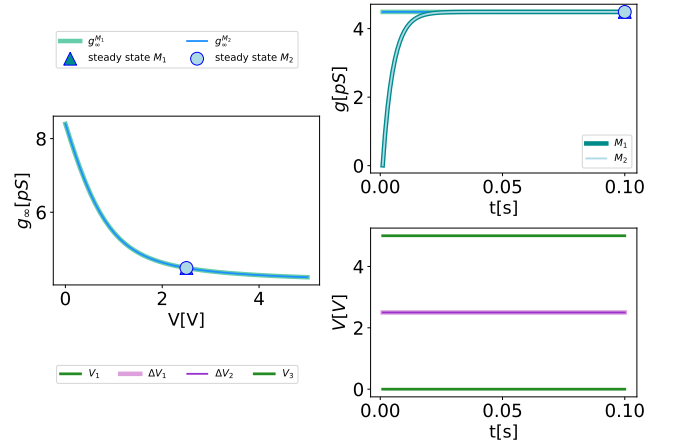 g∞^M₁ g∞^M₂
steady state M₁ steady state M₂
8
6
g∞[pS]
0 2 4
V[V]
V₁ ΔV₁ ΔV₂ V₃
4
2
0
g[pS]
M₁
M₂
0.00 0.05 0.10
t[s]
4
2
0
V[V]
0.00 0.05 0.10
t[s]